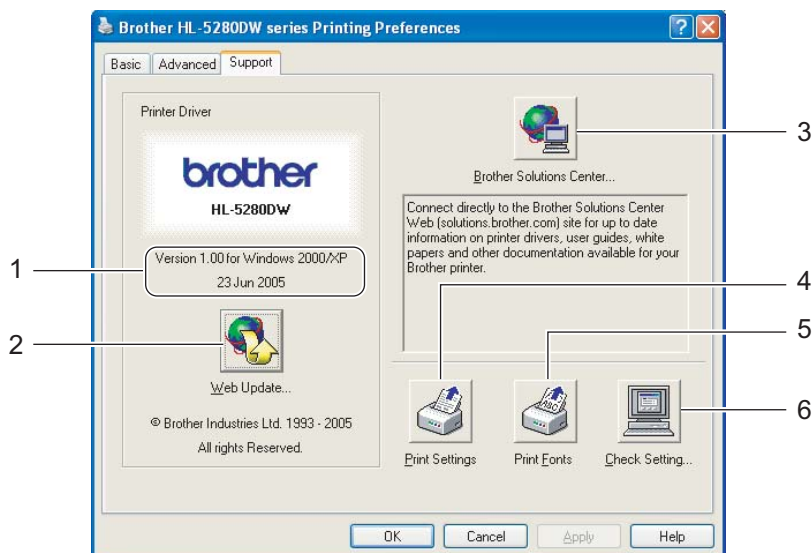 Brother HL-5280DW series Printing Preferences
Basic Advanced Support
Printer Driver
brother
HL-5280DW
Version 1.00 for Windows 2000/XP
23 Jun 2005
Web Update...
© Brother Industries Ltd. 1993 - 2005
All rights Reserved.
Brother Solutions Center...
Connect directly to the Brother Solutions Center
Web (solutions.brother.com) site for up to date
information on printer drivers, user guides, white
papers and other documentation available for your
Brother printer.
Print Settings
Print Fonts
Check Setting...
OK Cancel Apply Help
1
2
3
4
5
6